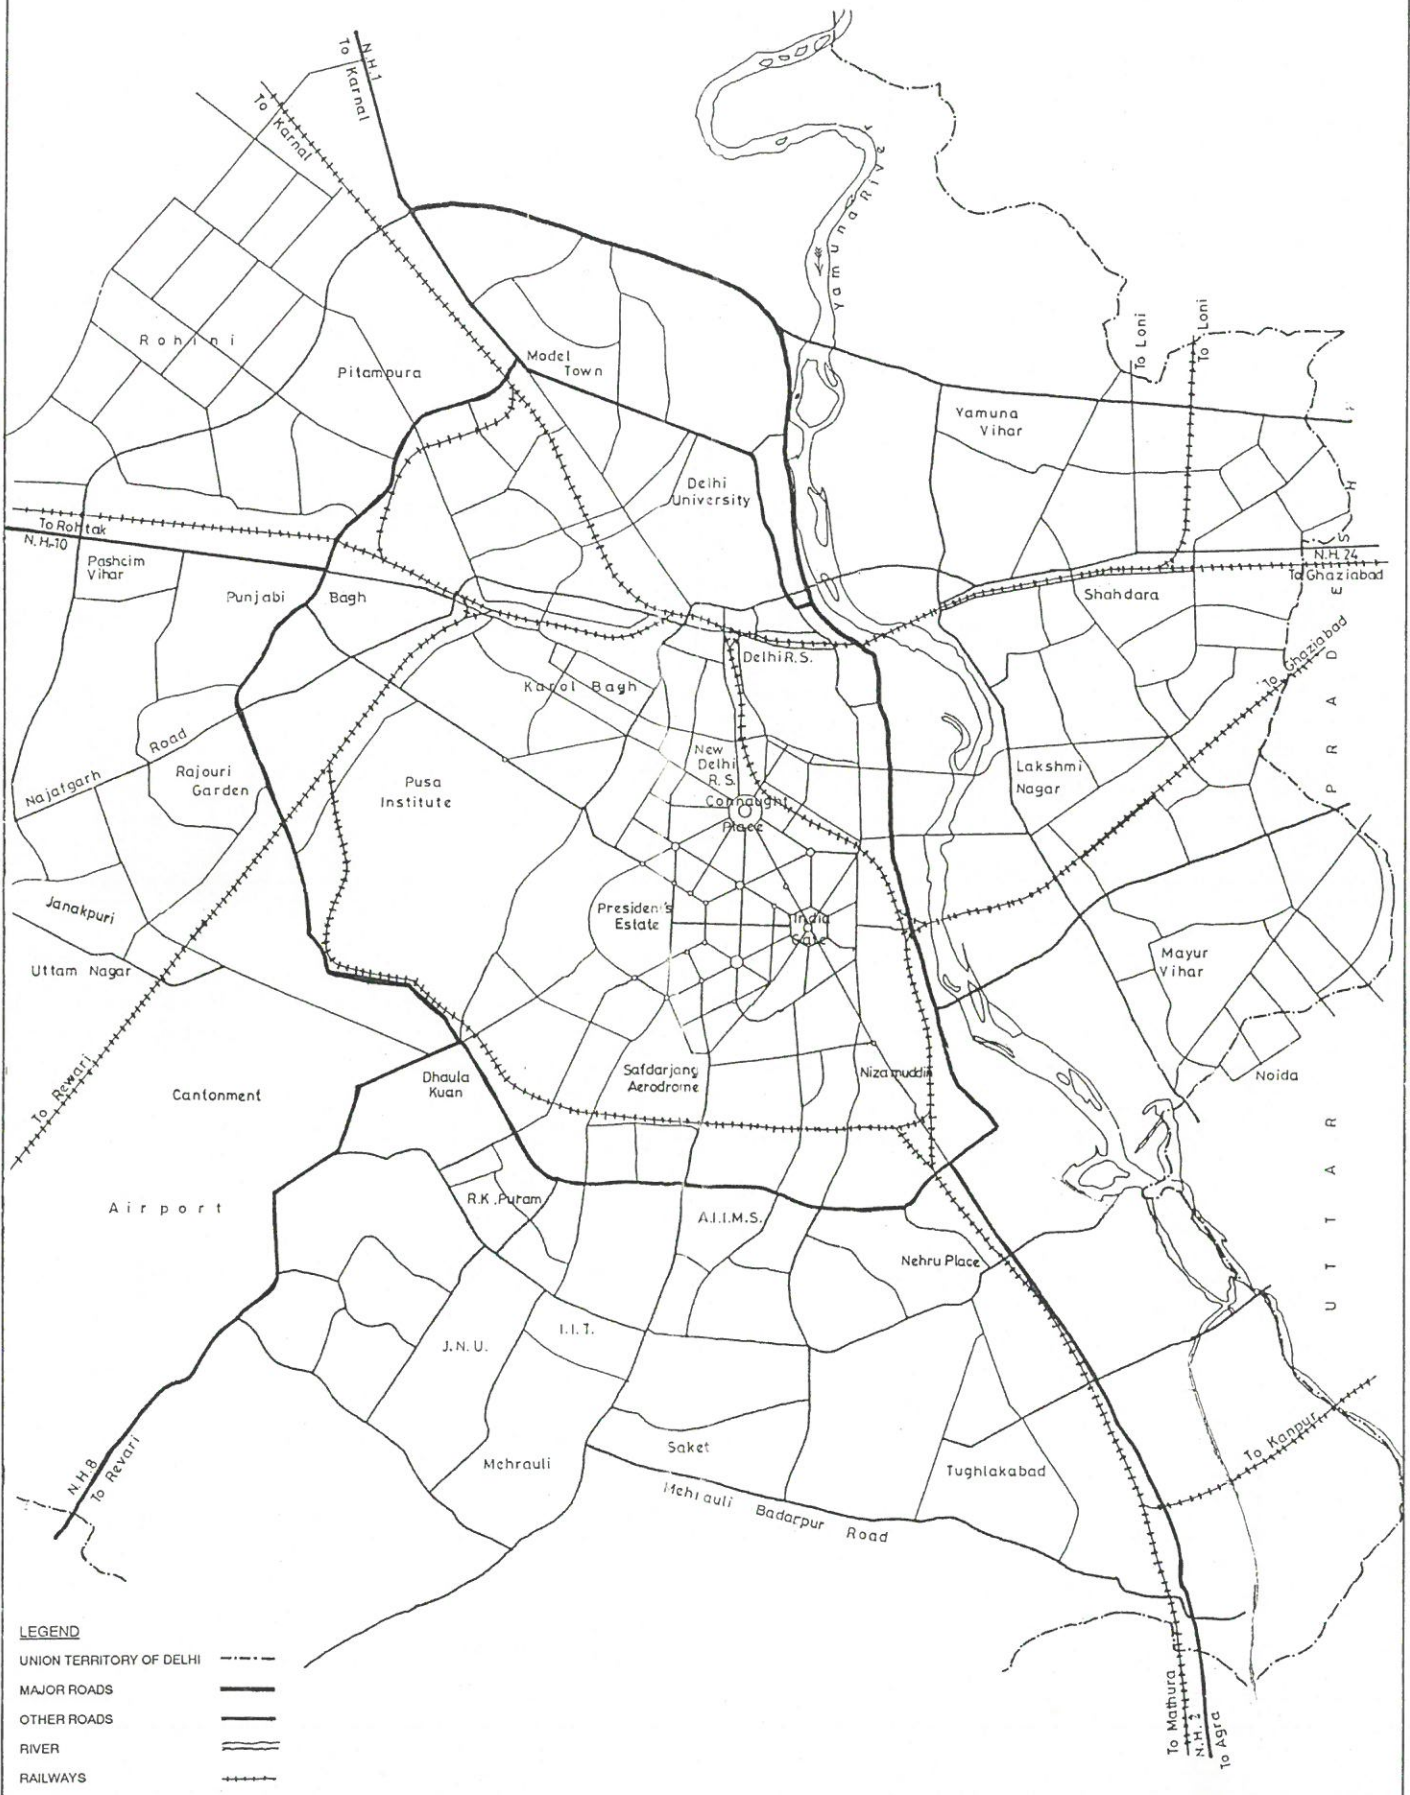 N.H.1
To Karnal
To Karnal
Yamuna River
To Loni
To Loni
Rohini
Pitampura
Model
Town
Yamuna
Vihar
Delhi
University
To Rohtak
N.H-10
Pashcim
Vihar
Punjabi Bagh
N.H. 24
To Ghaziabad
Shahdara
To Ghaziabad
Delhi R.S.
Karol Bagh
Najafgarh Road
Rajouri
Garden
Pusa
Institute
New
Delhi
R.S.
Connaught
Place
Lakshmi
Nagar
Janakpuri
Uttam Nagar
President's
Estate
India
Gate
Mayur
Vihar
To Rewari
Cantonment
Dhaula
Kuan
Safdarjang
Aerodrome
Nizamuddin
Noida
UTTAR PRADESH
Airport
R.K. Puram
A.I.I.M.S.
Nehru Place
J.N.U.
I.I.T.
N.H.8
To Revari
Mehrauli
Saket
Tughlakabad
To Kanpur
Mehrauli Badarpur Road
To Mathura
N.H. 2
To Agra
LEGEND
UNION TERRITORY OF DELHI
MAJOR ROADS
OTHER ROADS
RIVER
RAILWAYS